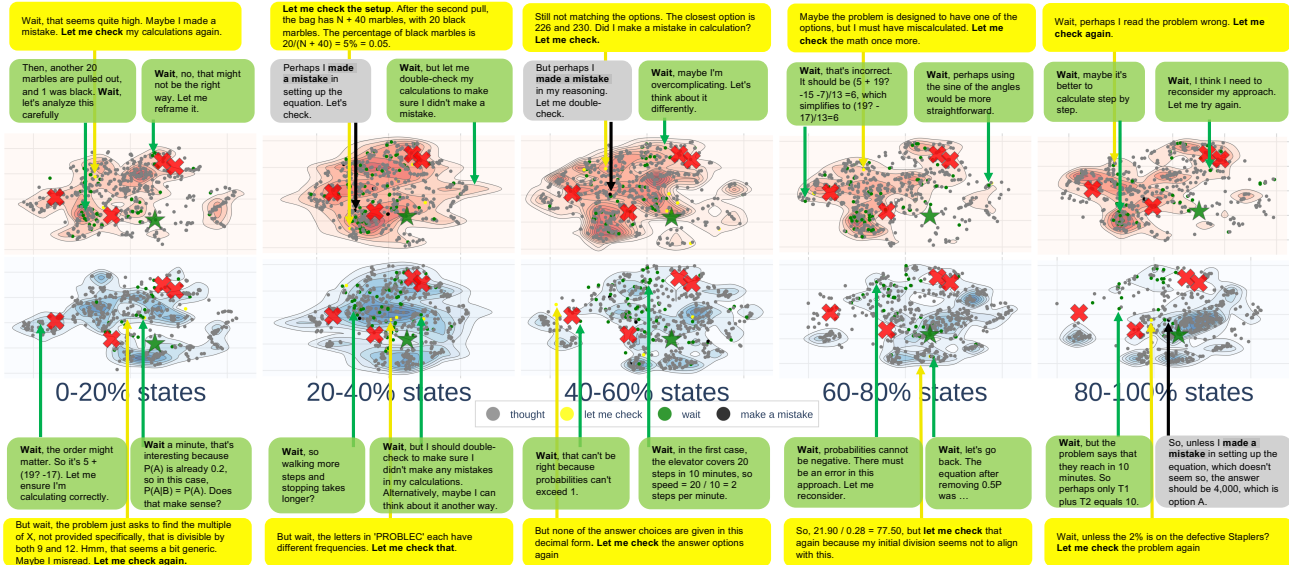 Wait, that seems quite high. Maybe I made a
mistake. Let me check my calculations again.
Let me check the setup. After the second pull,
the bag has N + 40 marbles, with 20 black
marbles. The percentage of black marbles is
20/(N + 40) = 5% = 0.05.
Still not matching the options. The closest option is
226 and 230. Did I make a mistake in calculation?
Let me check.
Maybe the problem is designed to have one of the
options, but I must have miscalculated. Let me
check the math once more.
Wait, perhaps I read the problem wrong. Let me
check again.
Then, another 20
marbles are pulled out,
and 1 was black. Wait,
let's analyze this
carefully
Wait, no, that might
not be the right
way. Let me
reframe it.
Perhaps I made
a mistake in
setting up the
equation. Let's
check.
Wait, but let me
double-check my
calculations to make
sure I didn't make a
mistake.
But perhaps I
made a mistake
in my reasoning.
Let me double-
check.
Wait, maybe I'm
overcomplicating. Let's
think about it
differently.
Wait, that's incorrect.
It should be (5 + 19?
-15 -7)/13 =6, which
simplifies to (19? -
17)/13=6
Wait, perhaps using
the sine of the angles
would be more
straightforward.
Wait, maybe it's
better to
calculate step by
step.
Wait, I think I need to
reconsider my approach.
Let me try again.
0-20% states
20-40% states
40-60% states
60-80% states
80-100% states
thought
let me check
wait
make a mistake
Wait, the order might
matter. So it's 5 +
(19? -17). Let me
ensure I'm
calculating correctly.
Wait a minute, that's
interesting because
P(A) is already 0.2,
so in this case,
P(A|B) = P(A). Does
that make sense?
Wait, so
walking more
steps and
stopping takes
longer?
Wait, but I should double-
check to make sure I
didn't make any mistakes
in my calculations.
Alternatively, maybe I can
think about it another way.
Wait, that can't be
right because
probabilities can't
exceed 1.
Wait, in the first case,
the elevator covers 20
steps in 10 minutes, so
speed = 20 / 10 = 2
steps per minute.
Wait, probabilities cannot
be negative. There must
be an error in this
approach. Let me
reconsider.
Wait, let's go
back. The
equation after
removing 0.5P
was ...
Wait, but the
problem says that
they reach in 10
minutes. So
perhaps only T1
plus T2 equals 10.
So, unless I made a
mistake in setting up the
equation, which doesn't
seem so, the answer
should be 4,000, which is
option A.
But wait, the problem just asks to find the multiple
of X, not provided specifically, that is divisible by
both 9 and 12. Hmm, that seems a bit generic.
Maybe I misread. Let me check again.
But wait, the letters in 'PROBLEC' each have
different frequencies. Let me check that.
But none of the answer choices are given in this
decimal form. Let me check the answer options
again
So, 21.90 / 0.28 = 77.50, but let me check that
again because my initial division seems not to align
with this.
Wait, unless the 2% is on the defective Staplers?
Let me check the problem again